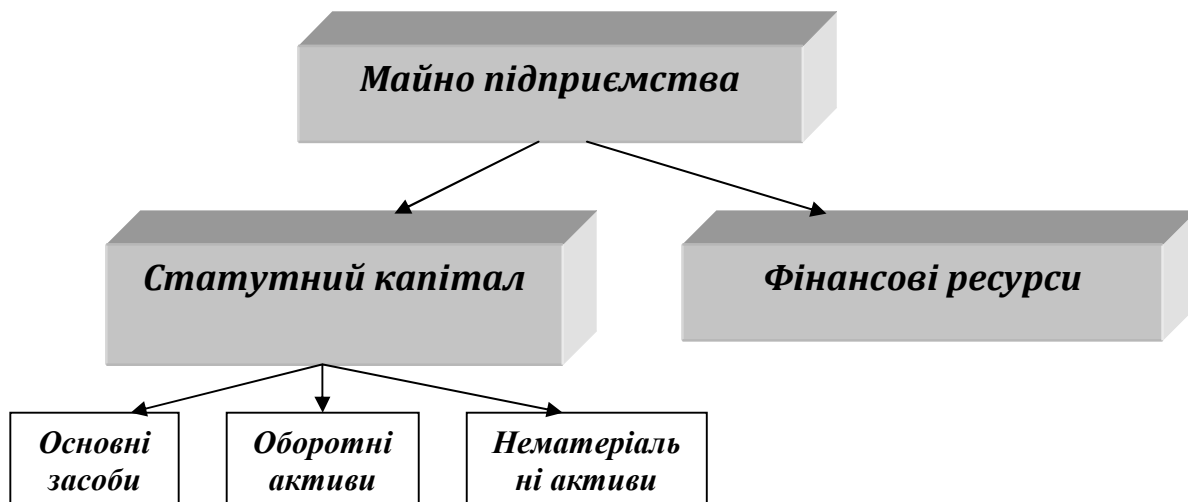 Майно підприємства
Статутний капітал
Фінансові ресурси
Основні
засоби
Оборотні
активи
Нематеріаль
ні активи